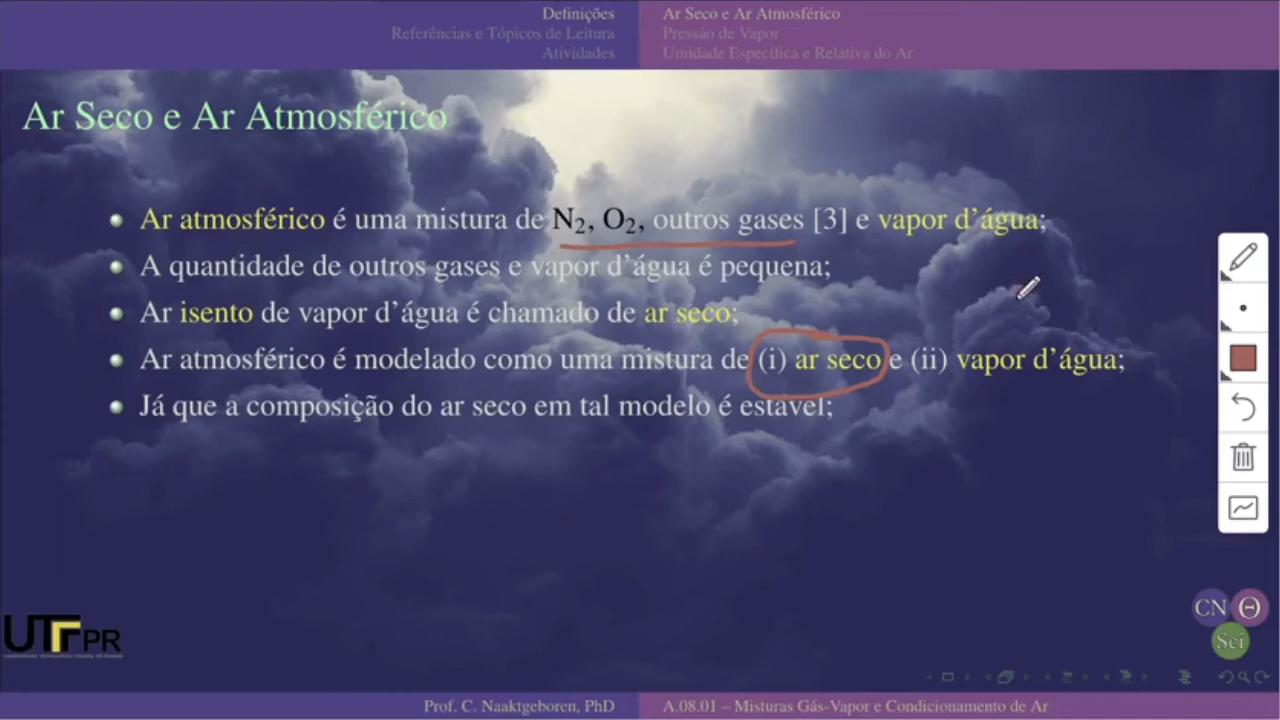 Definições
Referências e Tópicos de Leitura
Atividades
Ar Seco e Ar Atmosférico
Pressão de Vapor
Umidade Específica e Relativa do Ar
Ar Seco e Ar Atmosférico
Ar atmosférico é uma mistura de N₂, O₂, outros gases [3] e vapor d'água;
A quantidade de outros gases e vapor d'água é pequena;
Ar isento de vapor d'água é chamado de ar seco;
Ar atmosférico é modelado como uma mistura de (i) ar seco e (ii) vapor d'água;
Já que a composição do ar seco em tal modelo é estável;
UTFPR
CN Θ
Sci
Prof. C. Naaktgeboren, PhD
A.08.01 – Misturas Gás-Vapor e Condicionamento de Ar